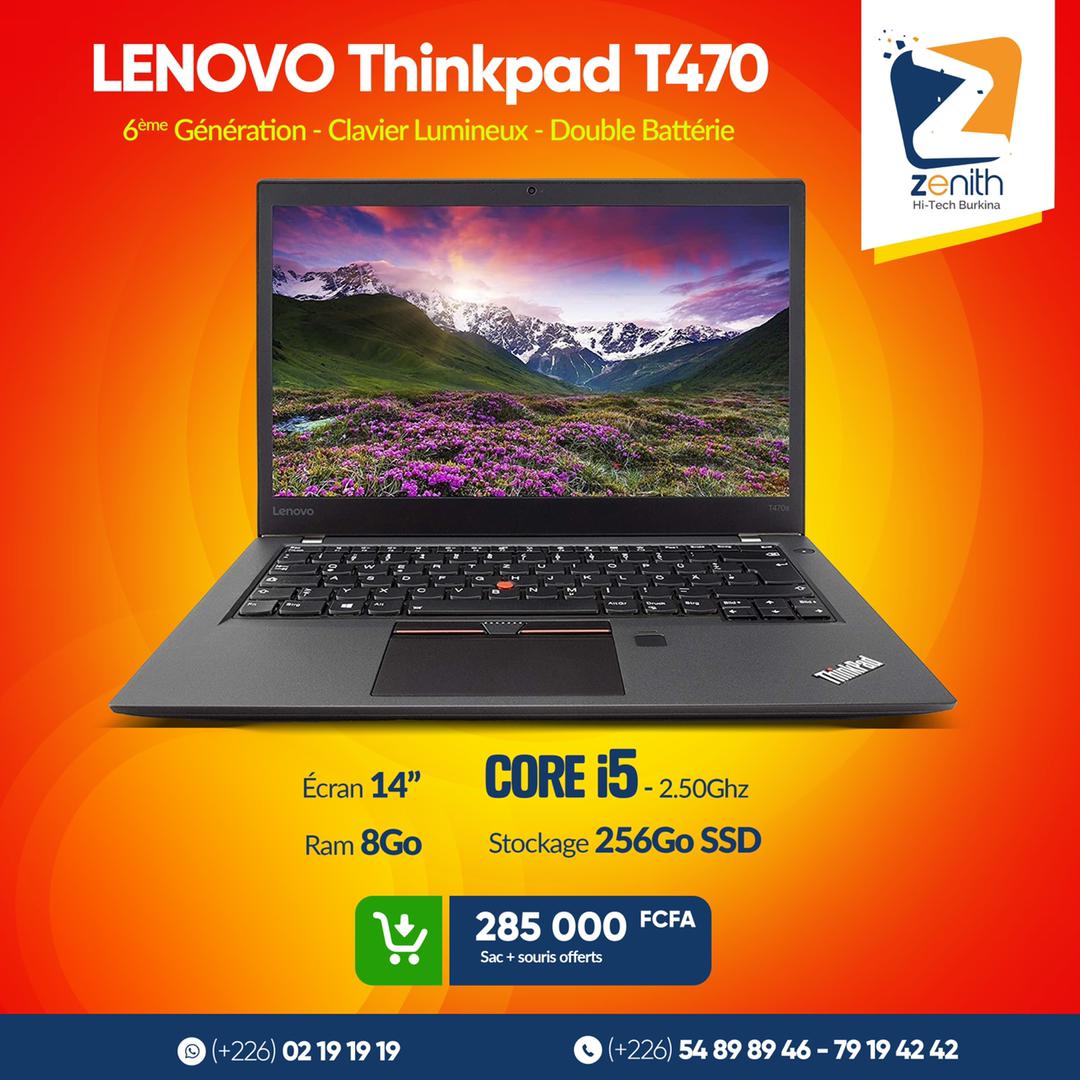 LENOVO Thinkpad T470
6ème Génération - Clavier Lumineux - Double Battérie
zenith
Hi-Tech Burkina
Lenovo
T470s
ThinkPad
Écran 14”
CORE i5 - 2.50Ghz
Ram 8Go
Stockage 256Go SSD
285 000 FCFA
Sac + souris offerts
(+226) 02 19 19 19
(+226) 54 89 89 46 - 79 19 42 42